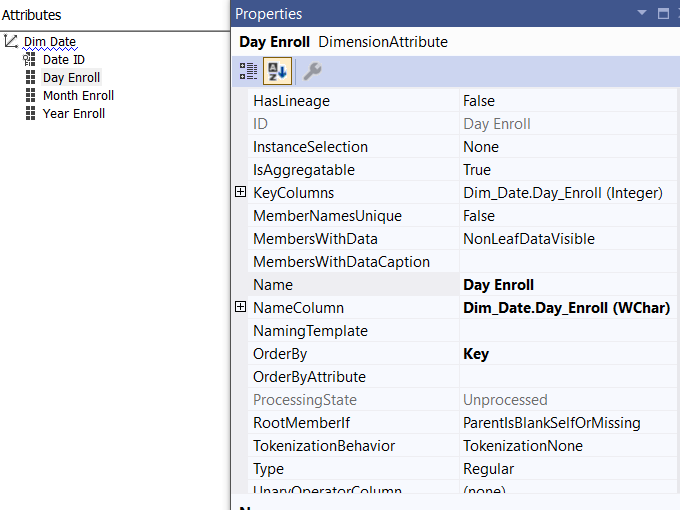 Attributes
Dim Date
Date ID
Day Enroll
Month Enroll
Year Enroll
Properties
Day Enroll DimensionAttribute
HasLineage False
ID Day Enroll
InstanceSelection None
IsAggregatable True
KeyColumns Dim_Date.Day_Enroll (Integer)
MemberNamesUnique False
MembersWithData NonLeafDataVisible
MembersWithDataCaption
Name Day Enroll
NameColumn Dim_Date.Day_Enroll (WChar)
NamingTemplate
OrderBy Key
OrderByAttribute
ProcessingState Unprocessed
RootMemberIf ParentIsBlankSelfOrMissing
TokenizationBehavior TokenizationNone
Type Regular
UnaryOperatorColumn (none)